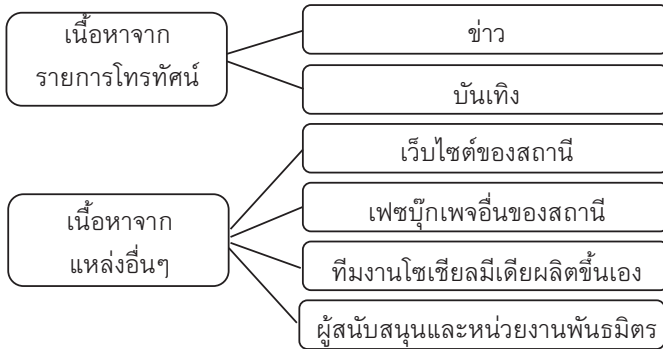 เนื้อหาจาก
รายการโทรทัศน์
ข่าว
บันเทิง
เนื้อหาจาก
แหล่งอื่นๆ
เว็บไซต์ของสถานี
เฟซบุ๊กเพจอื่นของสถานี
ทีมงานโซเชียลมีเดียผลิตขึ้นเอง
ผู้สนับสนุนและหน่วยงานพันธมิตร